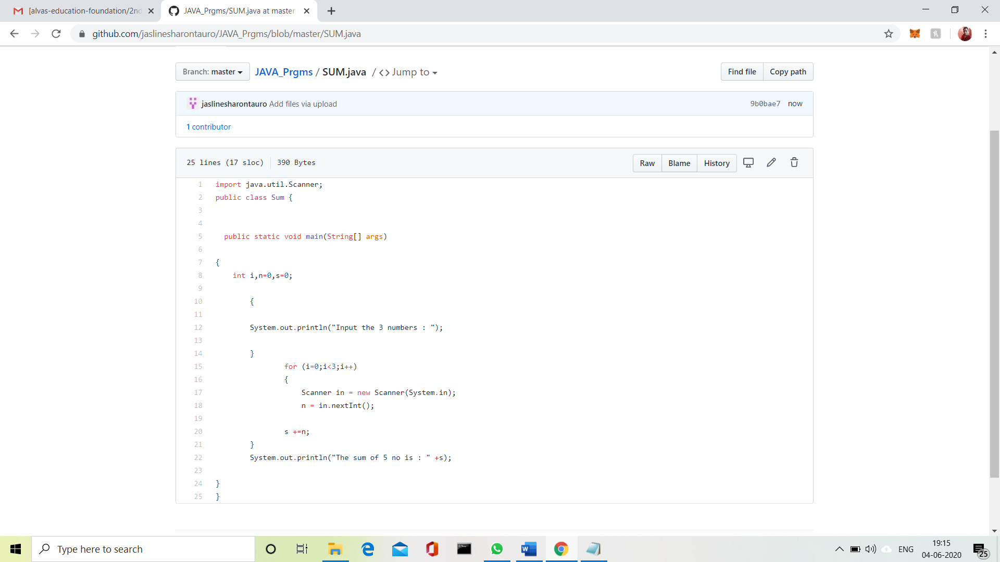 [alvas-education-foundation/2nd
JAVA_Prgms/SUM.java at master
github.com/jaslinesharontauro/JAVA_Prgms/blob/master/SUM.java
Branch: master
JAVA_Prgms / SUM.java / <> Jump to
Find file
Copy path
jaslinesharontauro Add files via upload
9b0bae7 now
1 contributor
25 lines (17 sloc) 390 Bytes
Raw
Blame
History
1 import java.util.Scanner;
2 public class Sum {
3
4
5 public static void main(String[] args)
6
7 {
8 int i,n=0,s=0;
9
10 {
11
12 System.out.println("Input the 3 numbers : ");
13
14 }
15 for (i=0;i<3;i++)
16 {
17 Scanner in = new Scanner(System.in);
18 n = in.nextInt();
19
20 s +=n;
21 }
22 System.out.println("The sum of 5 no is : " +s);
23
24 }
25 }
Type here to search
ENG
19:15
04-06-2020
25